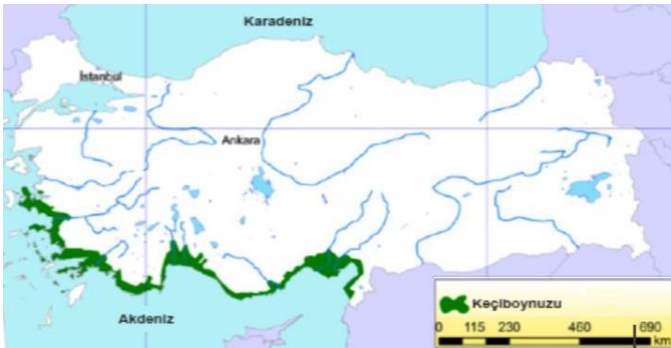 Karadeniz
İstanbul
Ankara
Akdeniz
Keçiboynuzu
0 115 230 460 690
km